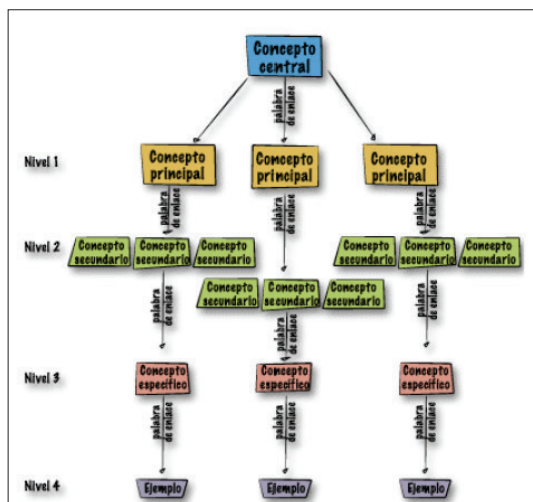 Concepto
central
palabra
de enlace
Nivel 1
Concepto
principal
Concepto
principal
Concepto
principal
palabra
de enlace
palabra
de enlace
palabra
de enlace
Nivel 2
Concepto
secundario
Concepto
secundario
Concepto
secundario
Concepto
secundario
Concepto
secundario
Concepto
secundario
Concepto
secundario
Concepto
secundario
Concepto
secundario
palabra
de enlace
palabra
de enlace
palabra
de enlace
Nivel 3
Concepto
específico
Concepto
específico
Concepto
específico
palabra
de enlace
palabra
de enlace
palabra
de enlace
Nivel 4
Ejemplo
Ejemplo
Ejemplo